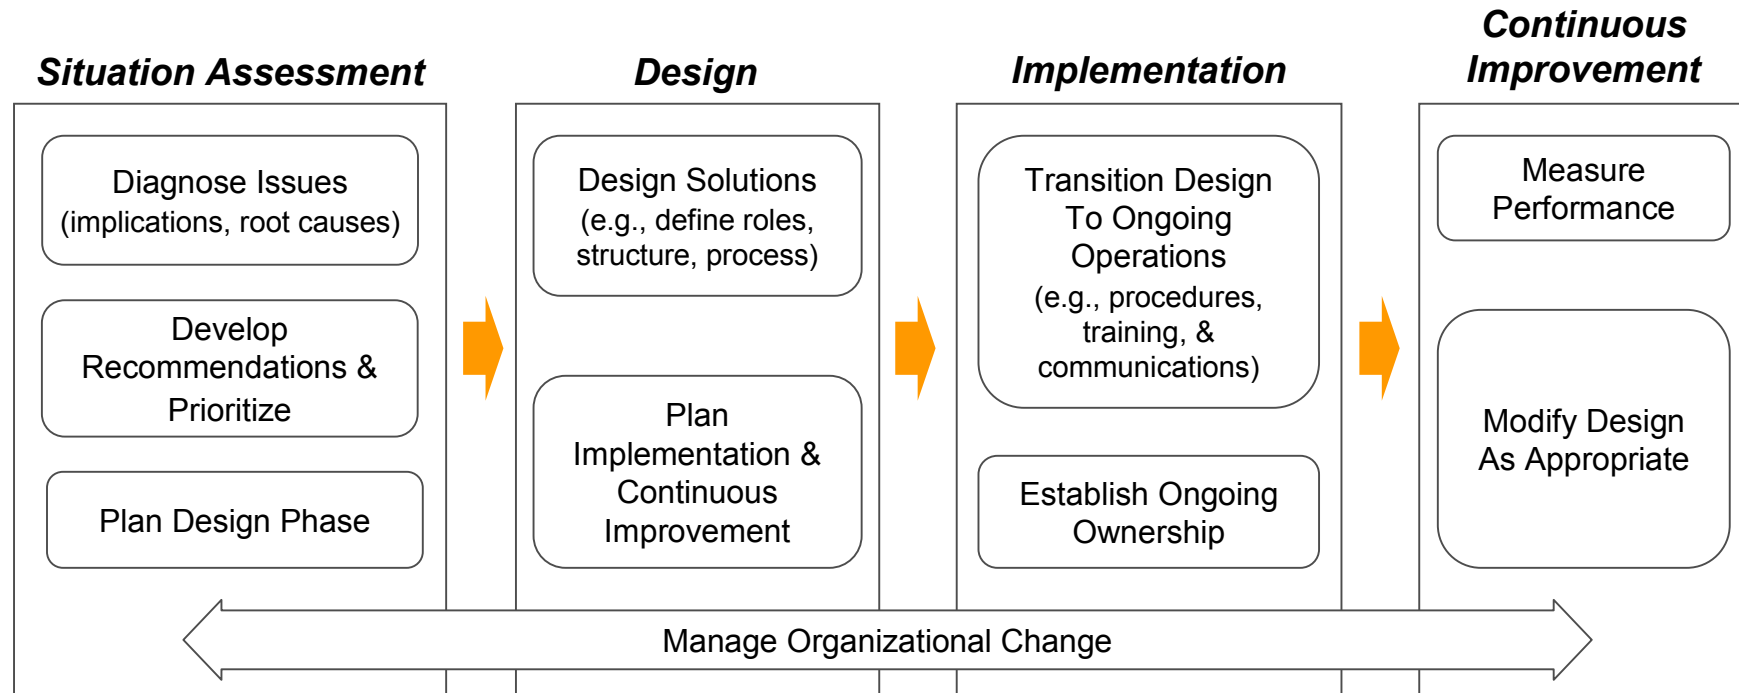 Situation Assessment
Diagnose Issues
(implications, root causes)
Develop
Recommendations &
Prioritize
Plan Design Phase
Design
Design Solutions
(e.g., define roles,
structure, process)
Plan
Implementation &
Continuous
Improvement
Implementation
Transition Design
To Ongoing
Operations
(e.g., procedures,
training, &
communications)
Establish Ongoing
Ownership
Continuous
Improvement
Measure
Performance
Modify Design
As Appropriate
Manage Organizational Change